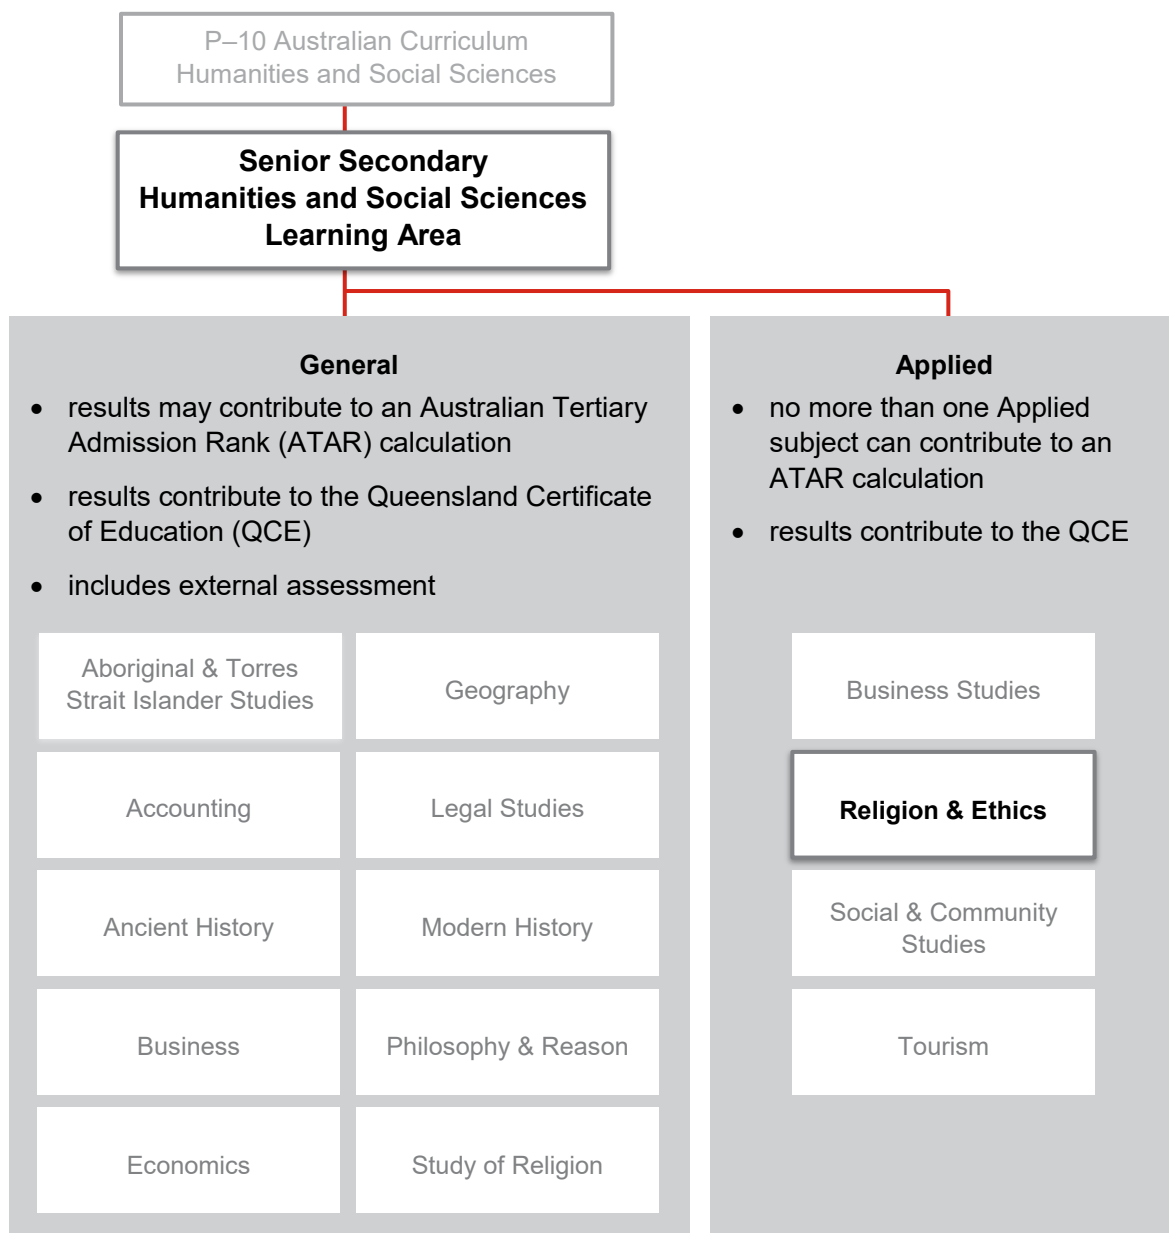 P–10 Australian Curriculum
Humanities and Social Sciences
Senior Secondary
Humanities and Social Sciences
Learning Area
General
• results may contribute to an Australian Tertiary
Admission Rank (ATAR) calculation
• results contribute to the Queensland Certificate
of Education (QCE)
• includes external assessment
Aboriginal & Torres
Strait Islander Studies
Geography
Accounting
Legal Studies
Ancient History
Modern History
Business
Philosophy & Reason
Economics
Study of Religion
Applied
• no more than one Applied
subject can contribute to an
ATAR calculation
• results contribute to the QCE
Business Studies
Religion & Ethics
Social & Community
Studies
Tourism